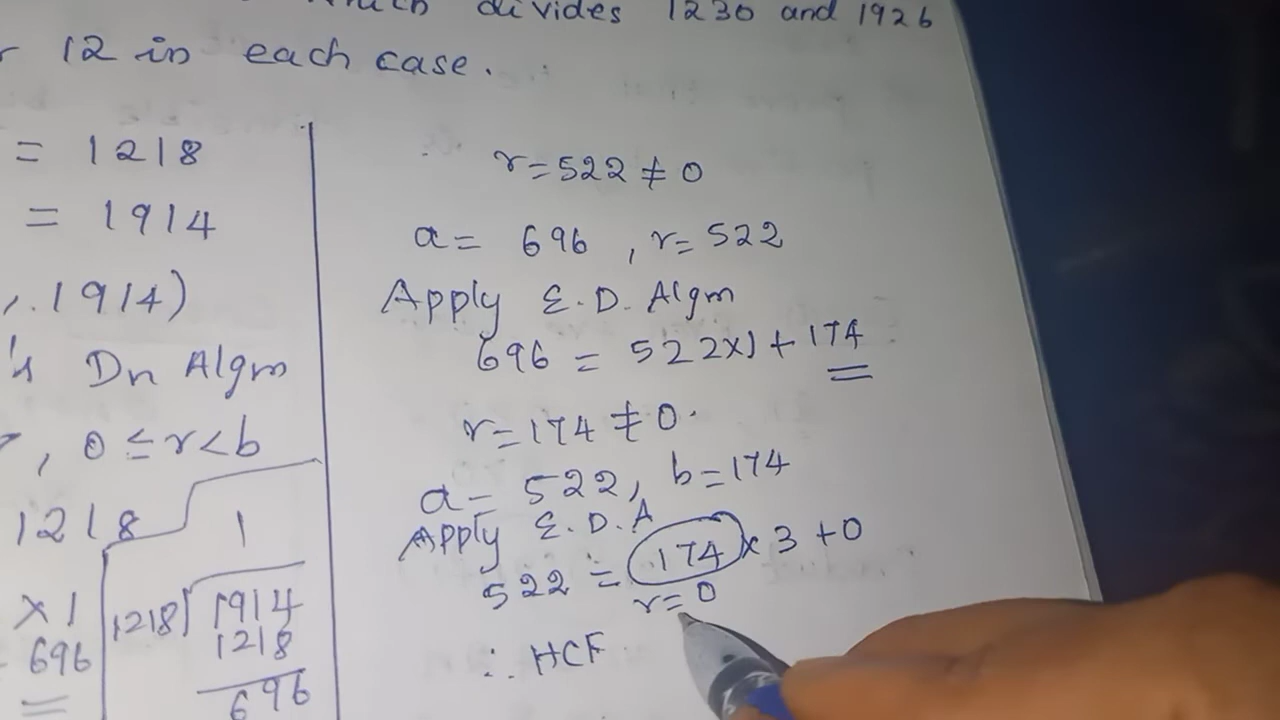 which divides 1230 and 1926
12 in each case.
= 1218
= 1914
, 1914)
's Dn Algm
, 0 ≤ r < b
1218
x 1
696
1
1218) 1914
1218
696
r = 522 ≠ 0
a = 696 , r = 522
Apply E.D. Algm
696 = 522x1 + 174
r = 174 ≠ 0.
a = 522, b = 174
Apply E.D.A
522 = 174 x 3 + 0
r = 0
∴ HCF